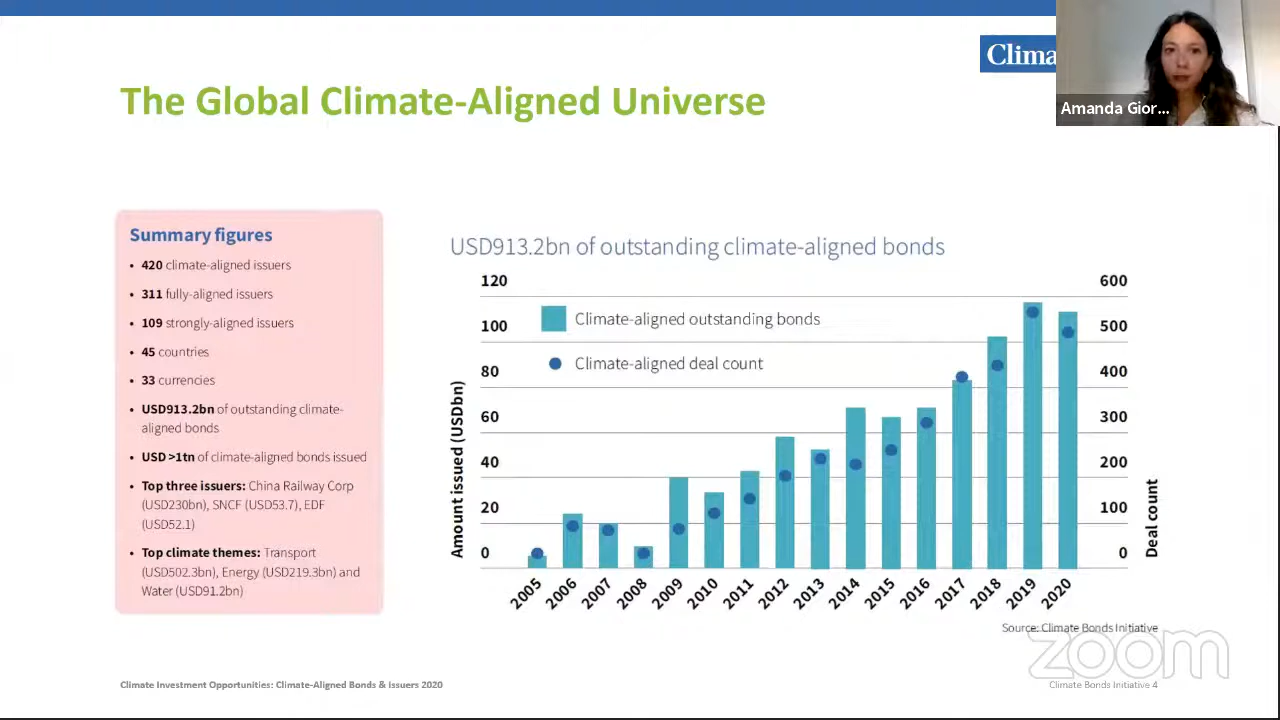 Clima
Amanda Gior...
The Global Climate-Aligned Universe
Summary figures
• 420 climate-aligned issuers
• 311 fully-aligned issuers
• 109 strongly-aligned issuers
• 45 countries
• 33 currencies
• USD913.2bn of outstanding climate-
aligned bonds
• USD >1tn of climate-aligned bonds issued
• Top three issuers: China Railway Corp
(USD230bn), SNCF (USD53.7), EDF
(USD52.1)
• Top climate themes: Transport
(USD502.3bn), Energy (USD219.3bn) and
Water (USD91.2bn)
USD913.2bn of outstanding climate-aligned bonds
120
100
80
60
40
20
0
Amount issued (USDbn)
Climate-aligned outstanding bonds
Climate-aligned deal count
600
500
400
300
200
100
0
Deal count
2005
2006
2007
2008
2009
2010
2011
2012
2013
2014
2015
2016
2017
2018
2019
2020
Source: Climate Bonds Initiative
zoom
Climate Investment Opportunities: Climate-Aligned Bonds & Issuers 2020
Climate Bonds Initiative 4